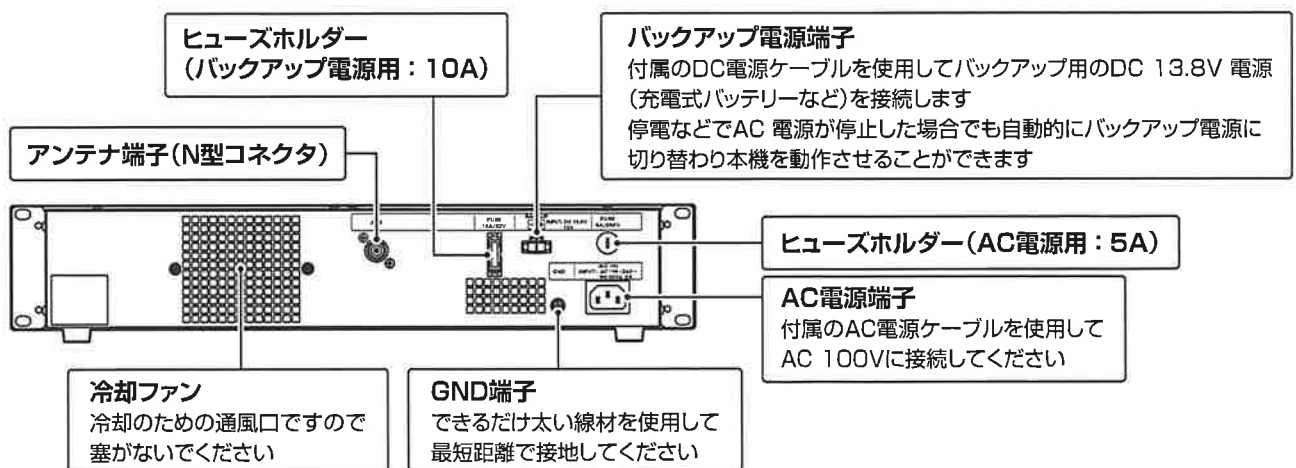 ヒューズホルダー
（バックアップ電源用：10A）
バックアップ電源端子
付属のDC電源ケーブルを使用してバックアップ用のDC 13.8V 電源
（充電式バッテリーなど）を接続します
停電などでAC 電源が停止した場合でも自動的にバックアップ電源に
切り替わり本機を動作させることができます
アンテナ端子（N型コネクタ）
ヒューズホルダー（AC電源用：5A）
AC電源端子
付属のAC電源ケーブルを使用して
AC 100Vに接続してください
冷却ファン
冷却のための通風口ですので
塞がないでください
GND端子
できるだけ太い線材を使用して
最短距離で接地してください
FUSE
GND